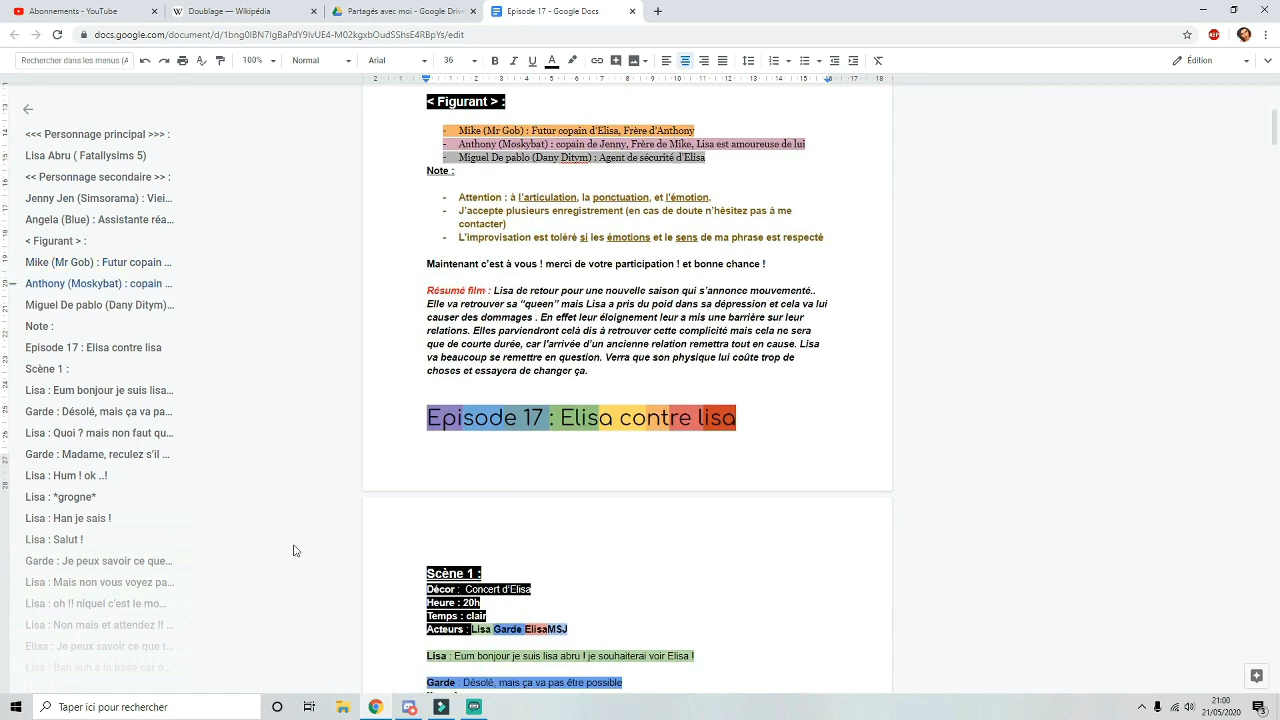 Abonnements - YouTube
Doublage — Wikipédia
Partagés avec moi - Google Drive
Episode 17 - Google Docs
docs.google.com/document/d/1bng0lBN7Ig8aPdY9lvUE4-M02kgxbOudSShsE4RBpYs/edit
Rechercher dans les menus (A
100%
Normal
Arial
36
Édition
< Figurant > :
- Mike (Mr Gob) : Futur copain d'Elisa, Frère d'Anthony
- Anthony (Moskybat) : copain de Jenny, Frère de Mike, Lisa est amoureuse de lui
- Miguel De pablo (Dany Ditym) : Agent de sécurité d'Elisa
Note :
- Attention : à l'articulation, la ponctuation, et l'émotion.
- J'accepte plusieurs enregistrement (en cas de doute n'hésitez pas à me
contacter)
- L'improvisation est toléré si les émotions et le sens de ma phrase est respecté
Maintenant c'est à vous ! merci de votre participation ! et bonne chance !
Résumé film : Lisa de retour pour une nouvelle saison qui s'annonce mouvementé..
Elle va retrouver sa "queen" mais Lisa a pris du poid dans sa dépression et cela va lui
causer des dommages . En effet leur éloignement leur a mis une barrière sur leur
relations. Elles parviendront celà dis à retrouver cette complicité mais cela ne sera
que de courte durée, car l'arrivée d'un ancienne relation remettra tout en cause. Lisa
va beaucoup se remettre en question. Verra que son physique lui coûte trop de
choses et essayera de changer ça.
Episode 17 : Elisa contre lisa
Scène 1 :
Décor : Concert d'Elisa
Heure : 20h
Temps : clair
Acteurs : Lisa Garde ElisaMSJ
Lisa : Eum bonjour je suis lisa abru ! je souhaiterai voir Elisa !
Garde : Désolé, mais ça va pas être possible
<<< Personnage principal >>> :
Lisa Abru ( Fatallysims 5)
<< Personnage secondaire >> :
Jenny Jen (Simsorama) : Viei...
Angela (Blue) : Assistante réa...
< Figurant > :
Mike (Mr Gob) : Futur copain ...
Anthony (Moskybat) : copain ...
Miguel De pablo (Dany Ditym)...
Note :
Episode 17 : Elisa contre lisa
Scène 1 :
Lisa : Eum bonjour je suis lisa...
Garde : Désolé, mais ça va pa...
Lisa : Quoi ? mais non faut qu...
Garde : Madame, reculez s'il ...
Lisa : Hum ! ok ..!
Lisa : *grogne*
Lisa : Han je sais !
Lisa : Salut !
Garde : Je peux savoir ce que...
Lisa : Mais non vous voyez pa...
Lisa : oh !! niquel c'est le mo...
Lisa : Non mais et attendez !! ...
Elisa : Je peux savoir ce que t...
Lisa : Bah euh a la base car o...
Taper ici pour rechercher
21:00
21/05/2020